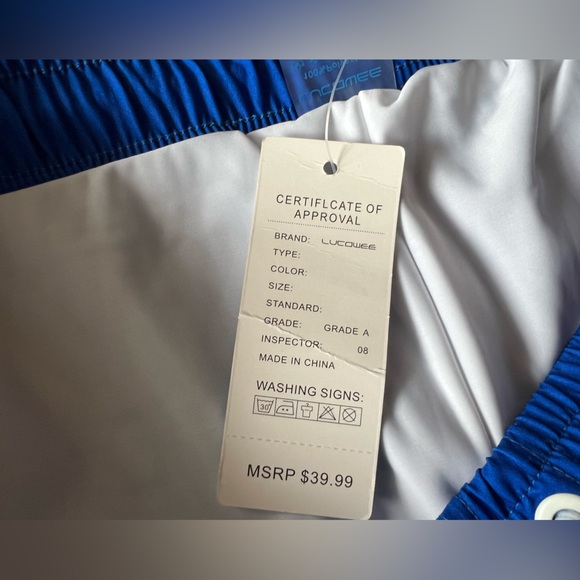 CERTIFLCATE OF
APPROVAL
BRAND: LUCOWEE
TYPE:
COLOR:
SIZE:
STANDARD:
GRADE: GRADE A
INSPECTOR: 08
MADE IN CHINA
WASHING SIGNS:
30
MSRP $39.99